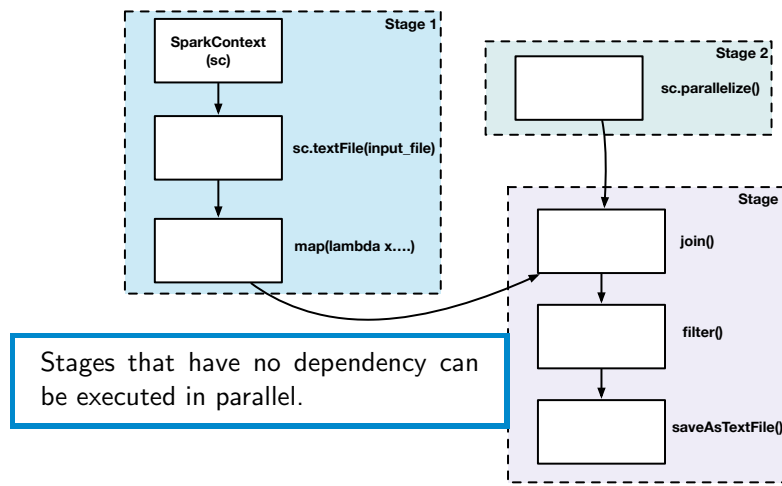 Stage 1
SparkContext
(sc)
sc.textFile(input_file)
map(lambda x....)
Stage 2
sc.parallelize()
Stage
join()
filter()
saveAsTextFile()
Stages that have no dependency can
be executed in parallel.